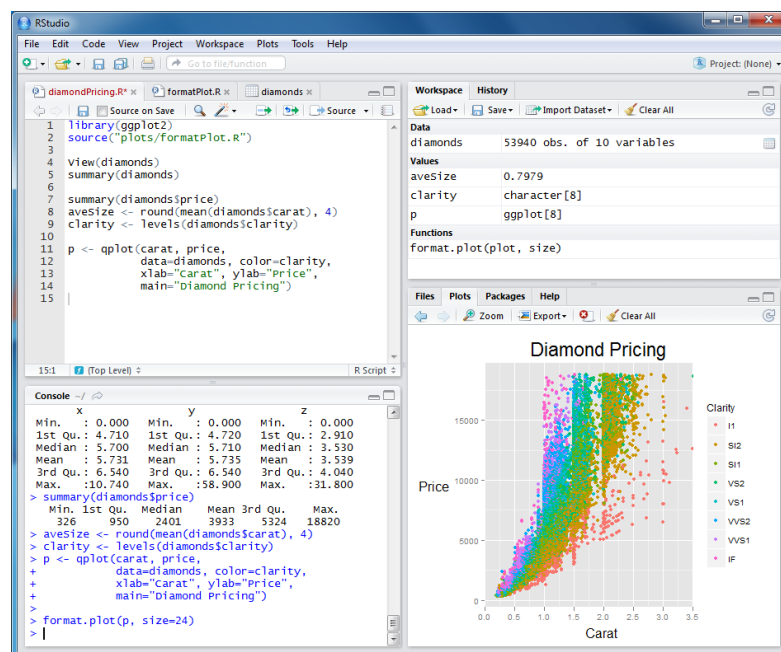 RStudio
File Edit Code View Project Workspace Plots Tools Help
Go to file/function
Project: (None)
diamondPricing.R* formatPlot.R diamonds
Source on Save Source
1 library(ggplot2)
2 source("plots/formatPlot.R")
3
4 View(diamonds)
5 summary(diamonds)
6
7 summary(diamonds$price)
8 aveSize <- round(mean(diamonds$carat), 4)
9 clarity <- levels(diamonds$clarity)
10
11 p <- qplot(carat, price,
12 data=diamonds, color=clarity,
13 xlab="Carat", ylab="Price",
14 main="Diamond Pricing")
15
15:1 (Top Level) R Script
Console ~/
x y z
Min. : 0.000 Min. : 0.000 Min. : 0.000
1st Qu.: 4.710 1st Qu.: 4.720 1st Qu.: 2.910
Median : 5.700 Median : 5.710 Median : 3.530
Mean : 5.731 Mean : 5.735 Mean : 3.539
3rd Qu.: 6.540 3rd Qu.: 6.540 3rd Qu.: 4.040
Max. :10.740 Max. :58.900 Max. :31.800
> summary(diamonds$price)
Min. 1st Qu. Median Mean 3rd Qu. Max.
326 950 2401 3933 5324 18820
> aveSize <- round(mean(diamonds$carat), 4)
> clarity <- levels(diamonds$clarity)
> p <- qplot(carat, price,
+ data=diamonds, color=clarity,
+ xlab="Carat", ylab="Price",
+ main="Diamond Pricing")
>
> format.plot(p, size=24)
>
Workspace History
Load Save Import Dataset Clear All
Data
diamonds 53940 obs. of 10 variables
Values
aveSize 0.7979
clarity character[8]
p ggplot[8]
Functions
format.plot(plot, size)
Files Plots Packages Help
Zoom Export Clear All
Diamond Pricing
Price
15000
10000
5000
0
0.0 0.5 1.0 1.5 2.0 2.5 3.0 3.5
Carat
Clarity
I1
SI2
SI1
VS2
VS1
VVS2
VVS1
IF